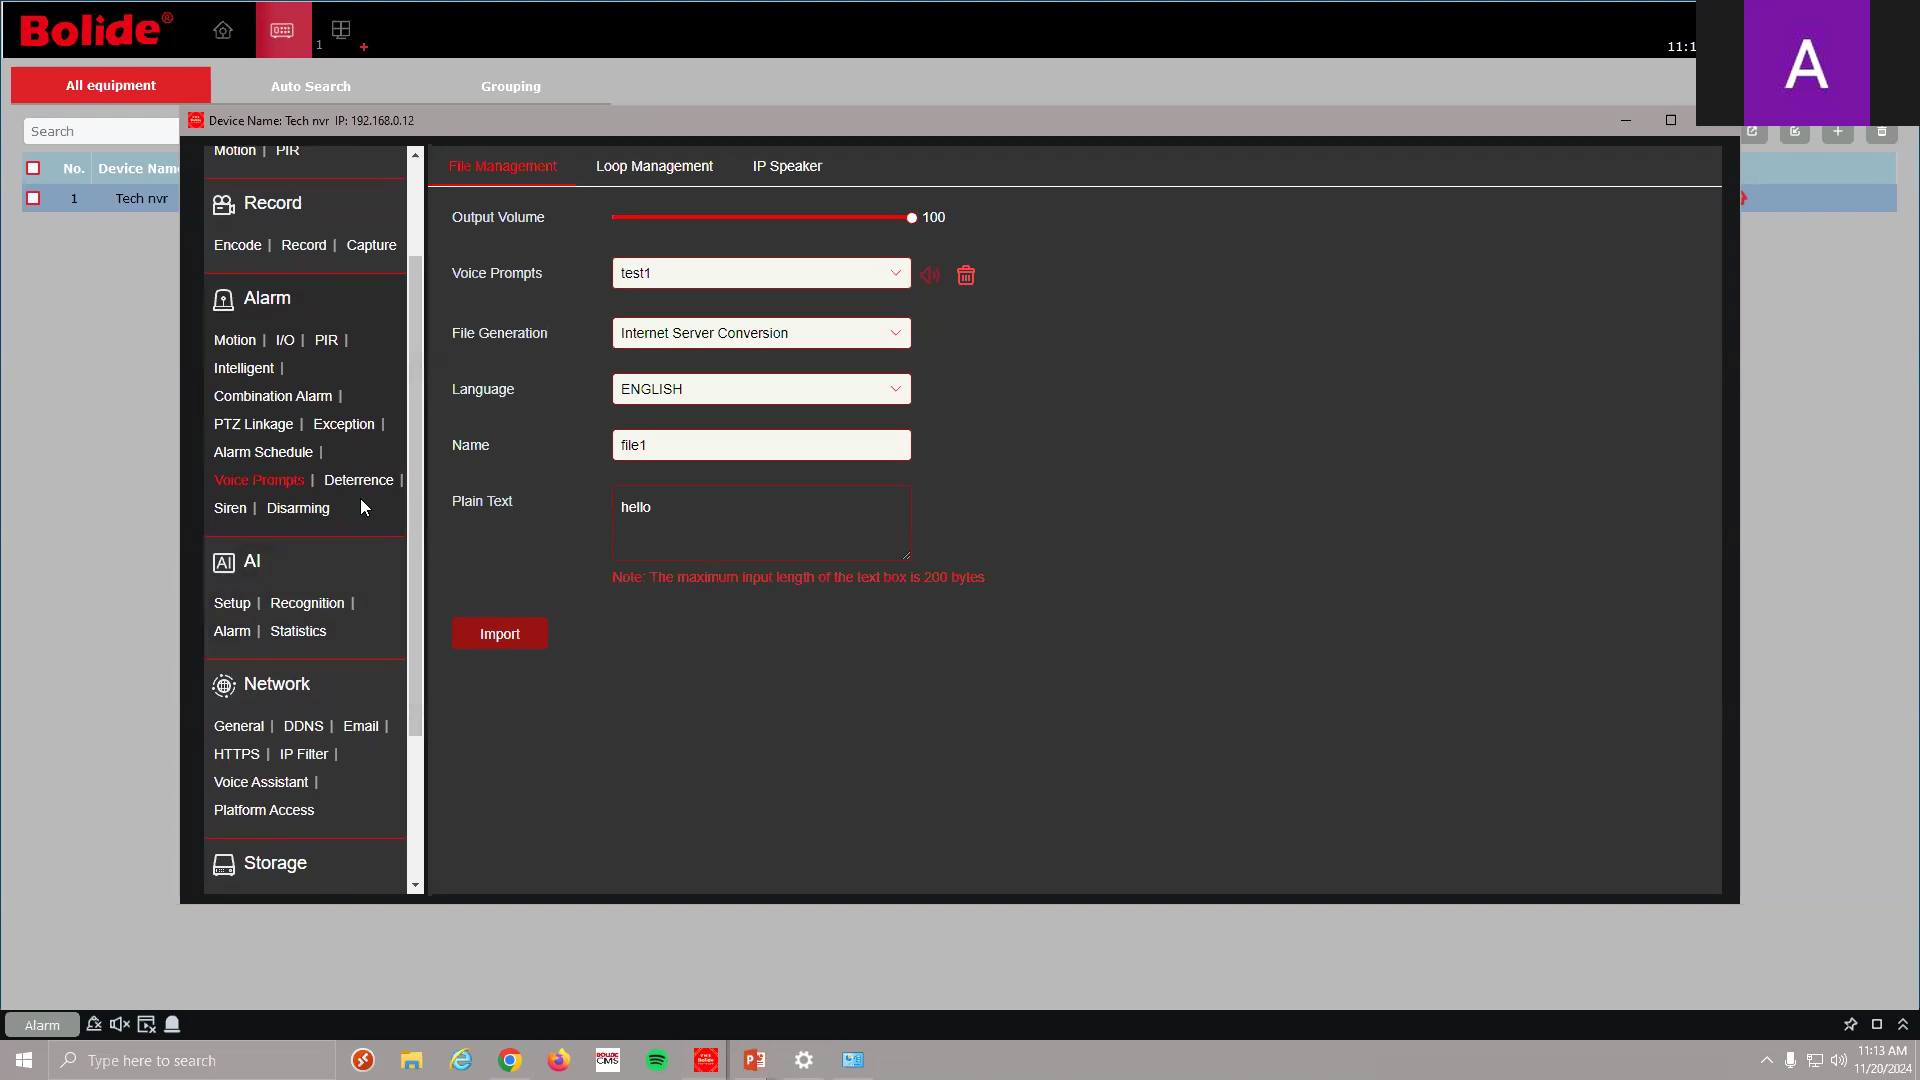 Bolide®
1
11:1
A
All equipment
Auto Search
Grouping
Search
Device Name: Tech nvr IP: 192.168.0.12
No. Device Nam
1 Tech nvr
Motion | PIR
Record
Encode | Record | Capture
Alarm
Motion | I/O | PIR |
Intelligent |
Combination Alarm |
PTZ Linkage | Exception |
Alarm Schedule |
Voice Prompts | Deterrence |
Siren | Disarming
AI AI
Setup | Recognition |
Alarm | Statistics
Network
General | DDNS | Email |
HTTPS | IP Filter |
Voice Assistant |
Platform Access
Storage
File Management
Loop Management
IP Speaker
Output Volume 100
Voice Prompts test1
File Generation Internet Server Conversion
Language ENGLISH
Name file1
Plain Text hello
Note: The maximum input length of the text box is 200 bytes
Import
Alarm
Type here to search
BOLIDE
CMS
11:13 AM
11/20/2024